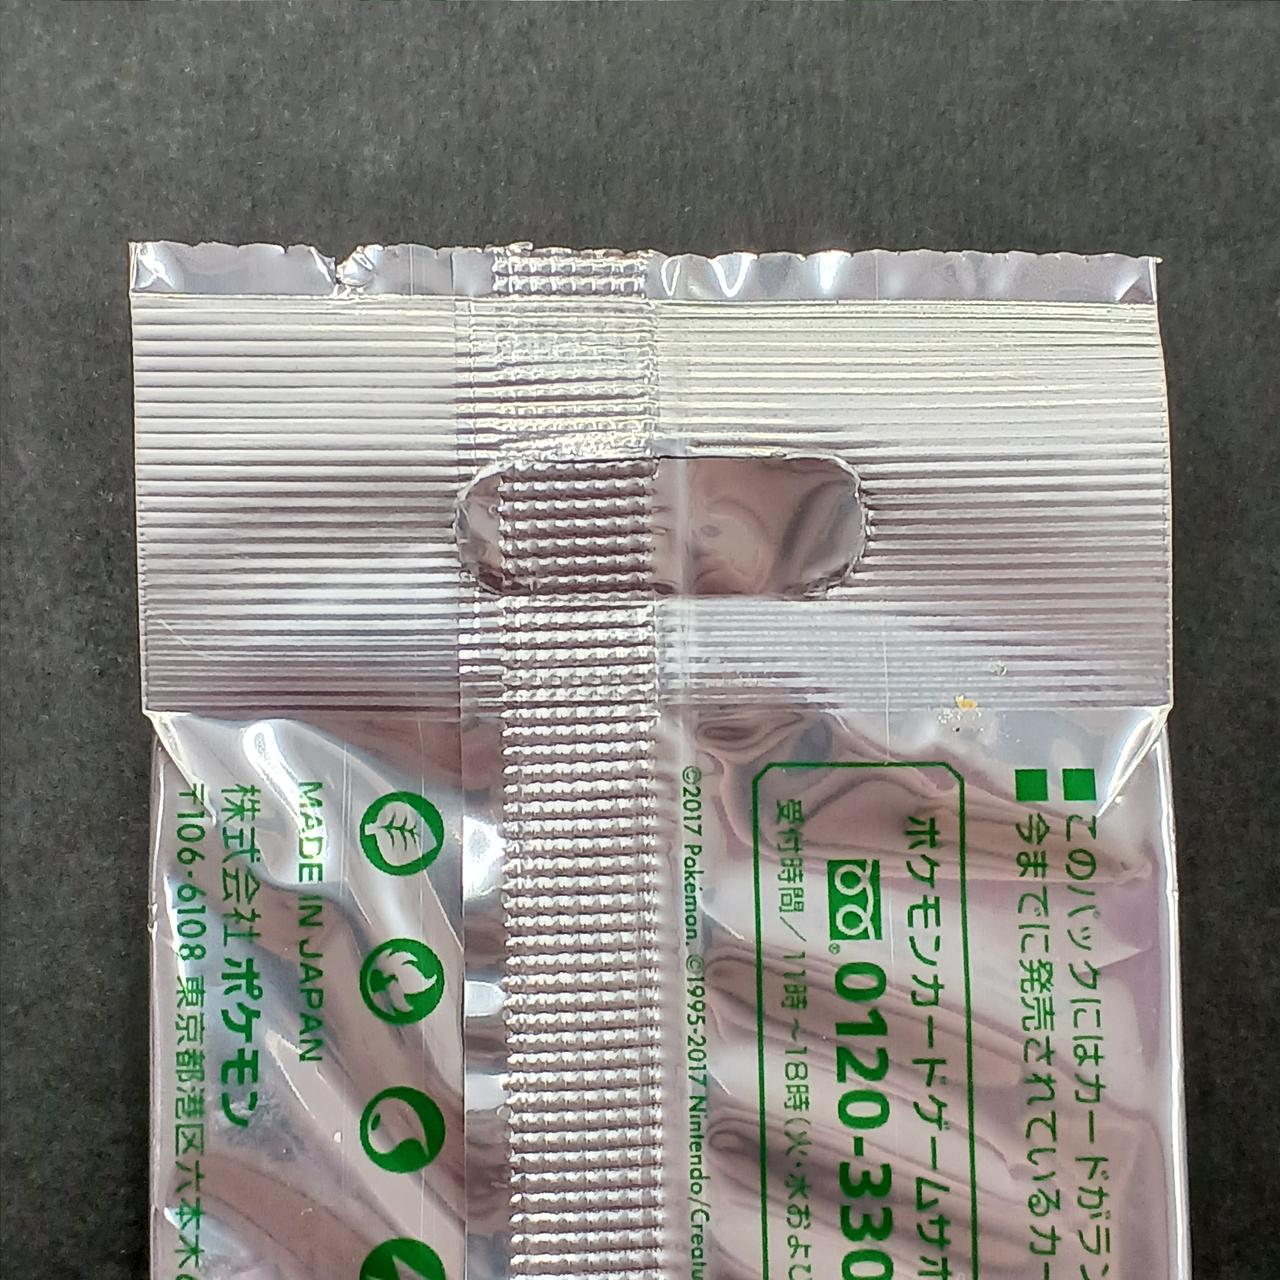 ■このパックにはカードがラン
■今までに発売されているカー
ポケモンカードゲームサポ
0120-330
受付時間／11時～18時(火・水および
©2017 Pokémon. ©1995-2017 Nintendo/Creatu
MADE IN JAPAN
株式会社ポケモン
〒106-6108 東京都港区六本木